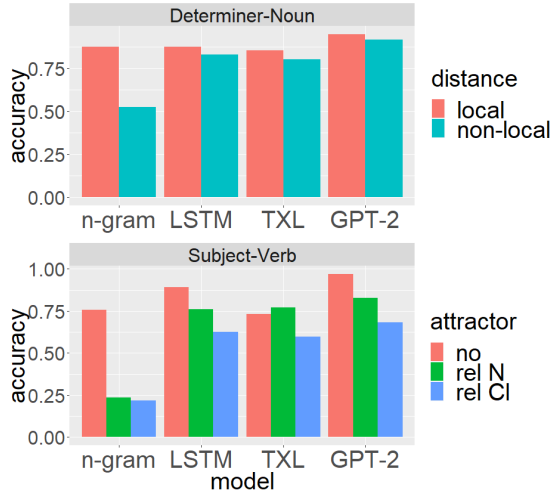 Determiner-Noun
accuracy
0.75
0.50
0.25
0.00
n-gram LSTM TXL GPT-2
distance
local
non-local
Subject-Verb
accuracy
1.00
0.75
0.50
0.25
0.00
n-gram LSTM TXL GPT-2
model
attractor
no
rel N
rel Cl